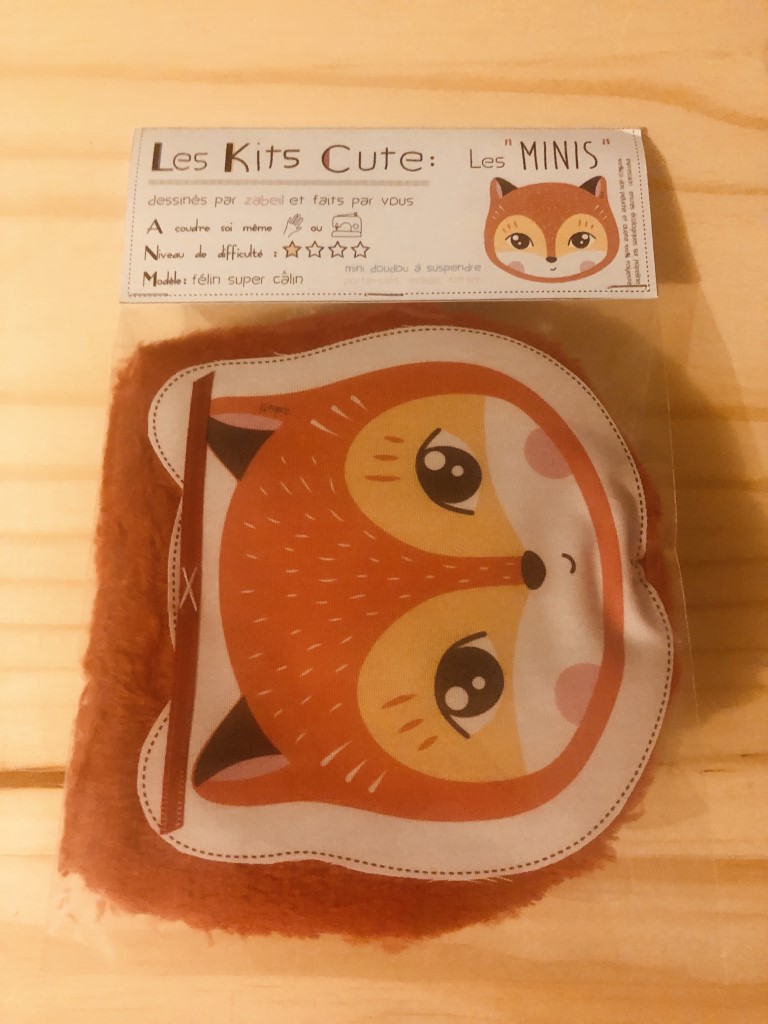 Les Kits Cute:
Les "MINIS"
dessinés par zabeil et faits par vous
A coudre soi même ou
Niveau de difficulté :
Modèle: félin super câlin
mini doudou à suspendre